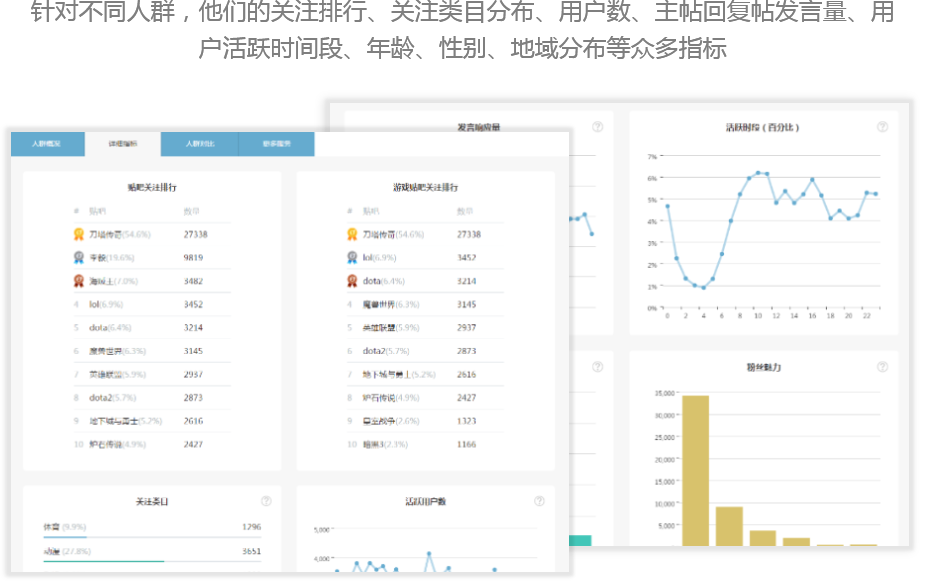 针对不同人群，他们的关注排行、关注类目分布、用户数、主帖回复帖发言量、用
户活跃时间段、年龄、性别、地域分布等众多指标
发言响应量
活跃时段（百分比）
7%
6%
5%
4%
3%
2%
1%
0%
0 2 4 6 8 10 12 14 16 18 20 22
粉丝魅力
35,000
30,000
25,000
20,000
15,000
10,000
5,000
人群概况 详细指标 人群对比
贴吧关注排行
# 贴吧 数单
刀塔传奇(54.6%) 27338
李毅(19.6%) 9819
海贼王(7.0%) 3482
4 lol(6.9%) 3452
5 dota(6.4%) 3214
6 魔兽世界(6.3%) 3145
7 英雄联盟(5.9%) 2937
8 dota2(5.7%) 2873
9 地下城与勇士(5.2%) 2616
10 炉石传说(4.9%) 2427
游戏贴吧关注排行
# 贴吧 数单
刀塔传奇(54.6%) 27338
lol(6.9%) 3452
dota(6.4%) 3214
4 魔兽世界(6.3%) 3145
5 英雄联盟(5.9%) 2937
6 dota2(5.7%) 2873
7 地下城与勇士(5.2%) 2616
8 炉石传说(4.9%) 2427
9 星际战争(2.6%) 1323
10 暗黑3(2.3%) 1166
关注类目
体育 (9.9%) 1296
动漫 (27.8%) 3651
活跃用户数
5,000
4,000